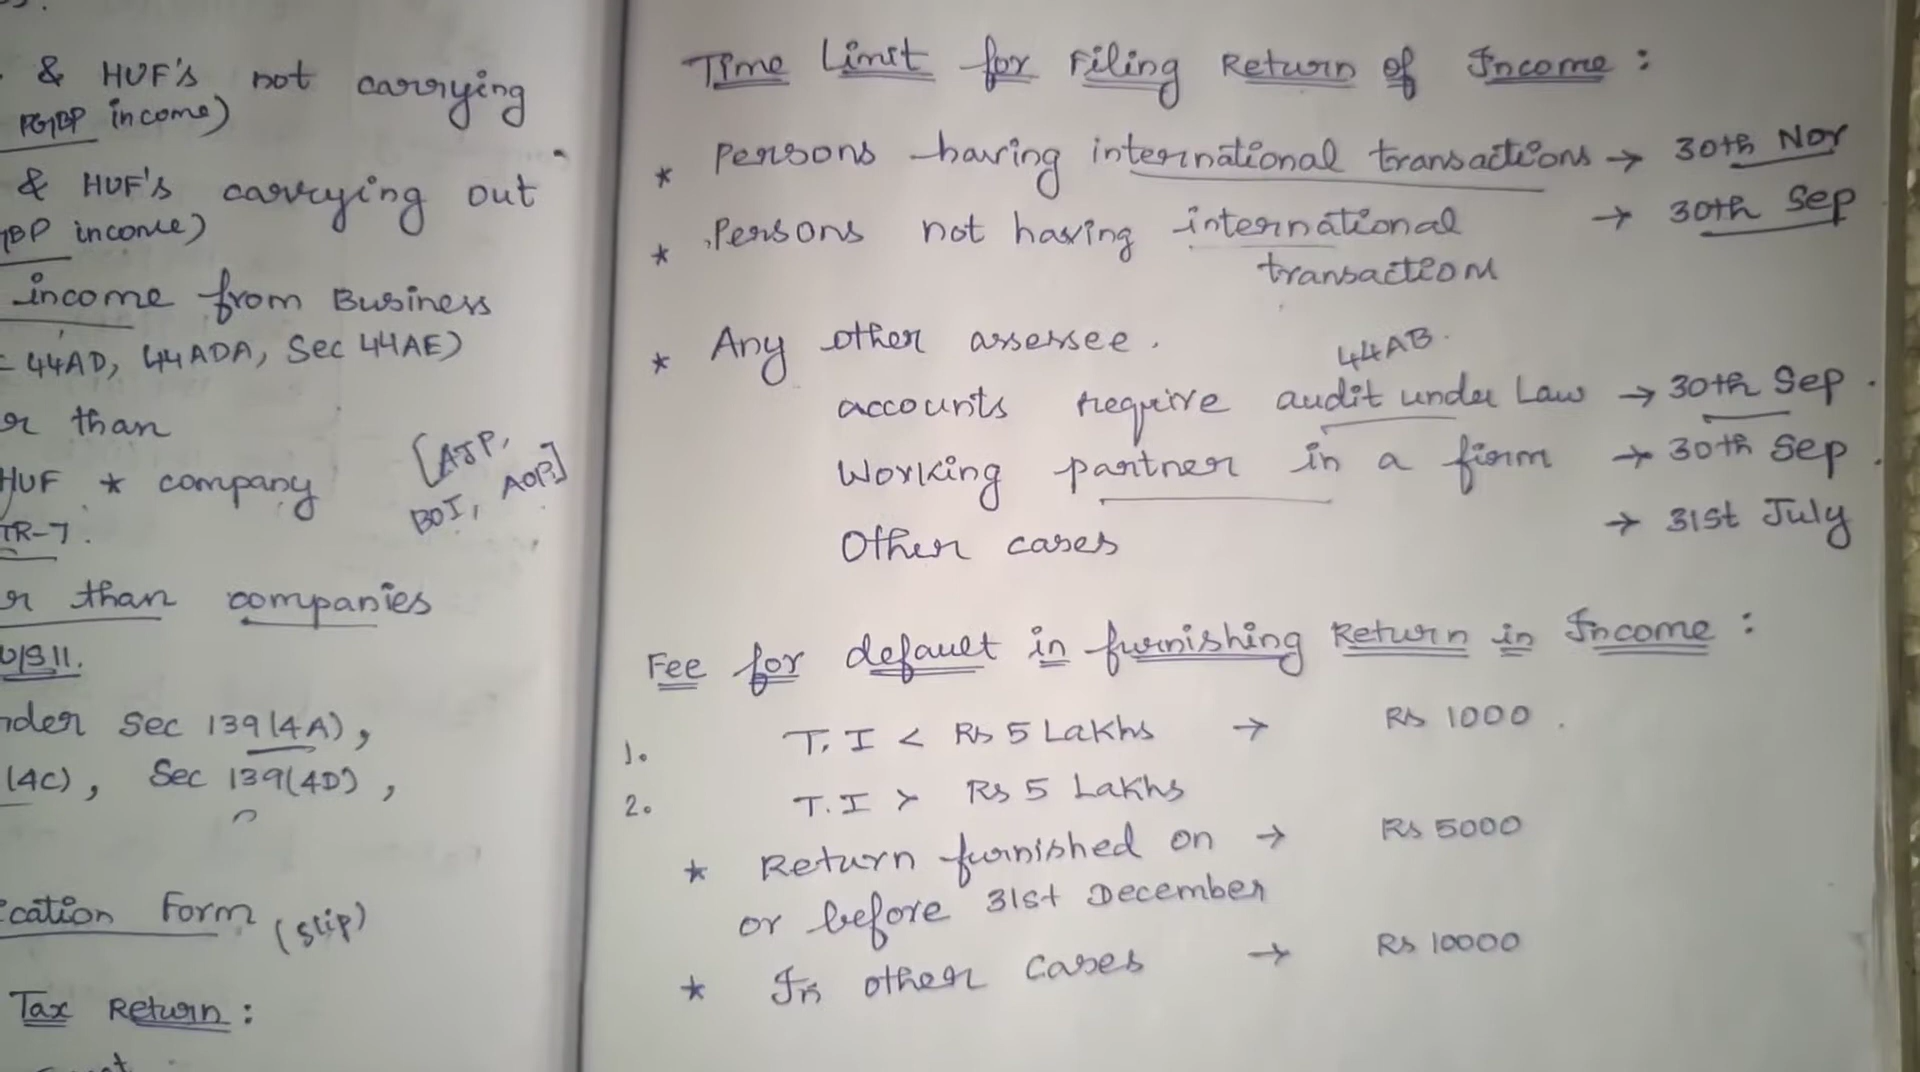 & HUF's not carrying
PGBP income)
& HUF's carrying out
BP income)
income from Business
44AD, 44ADA, Sec 44AE)
than
HUF * company [AJP,
BOI, AOP]
TR-7.
than companies
U/S 11.
Sec 139(4A),
(4C), Sec 139(4D),
Form (slip)
Tax Return:
Time Limit for Filing Return of Income:
* Persons having international transactions → 30th Nov
* Persons not having international → 30th Sep
transaction
* Any other assessee.
44AB.
accounts require audit under Law → 30th Sep.
Working partner in a firm → 30th Sep.
Other cases → 31st July
Fee for default in furnishing Return in Income:
1. T.I < Rs 5 Lakhs → Rs 1000.
2. T.I > Rs 5 Lakhs
* Return furnished on → Rs 5000
or before 31st December
* In other cases → Rs 10000